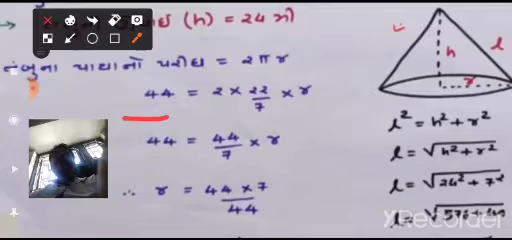 (h) = 24 મી
તંબુના પાયાનો પરીઘ = 2πr
44 = 2 × 22/7 × r
44 = 44/7 × r
∴ r = 44 × 7/44
h
l
r
l² = h² + r²
l = √h² + r²
l = √24² + 7²
l =
XRecorder